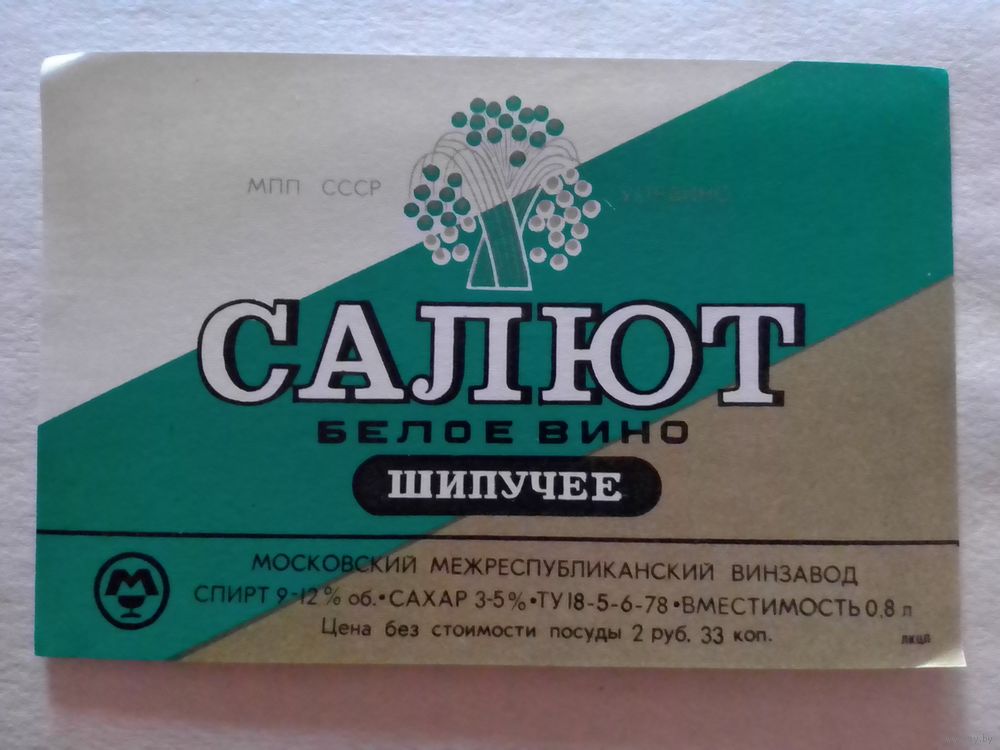 МПП СССР
САЛЮТ
БЕЛОЕ ВИНО
ШИПУЧЕЕ
М
МОСКОВСКИЙ МЕЖРЕСПУБЛИКАНСКИЙ ВИНЗАВОД
СПИРТ 9-12% об.•САХАР 3-5%•ТУ 18-5-6-78•ВМЕСТИМОСТЬ 0,8 л
Цена без стоимости посуды 2 руб. 33 коп.